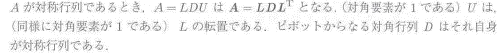 A が対称行列であるとき，A = LDU は A = LDLᵀ となる．(対角要素が 1 である) U は，
(同様に対角要素が 1 である） L の転置である．ピボットからなる対角行列 D はそれ自身
が対称行列である．